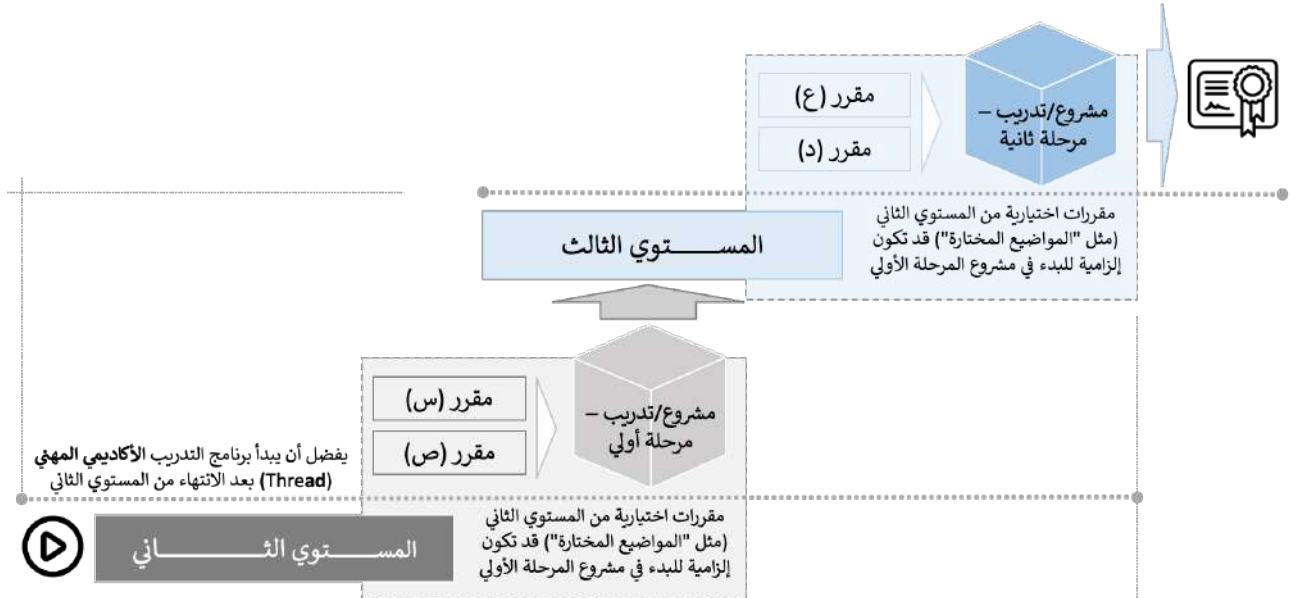 مقرر (ع)
مقرر (د)
مشروع/تدريب –
مرحلة ثانية
مقررات اختيارية من المستوي الثاني
(مثل "المواضيع المختارة") قد تكون
إلزامية للبدء في مشروع المرحلة الأولي
المســـــــتوي الثالث
مقرر (س)
مقرر (ص)
مشروع/تدريب –
مرحلة أولي
يفضل أن يبدأ برنامج التدريب الأكاديمي المهني
(Thread) بعد الانتهاء من المستوي الثاني
مقررات اختيارية من المستوي الثاني
(مثل "المواضيع المختارة") قد تكون
إلزامية للبدء في مشروع المرحلة الأولي
المســـــــتوي الثـــــــــــاني